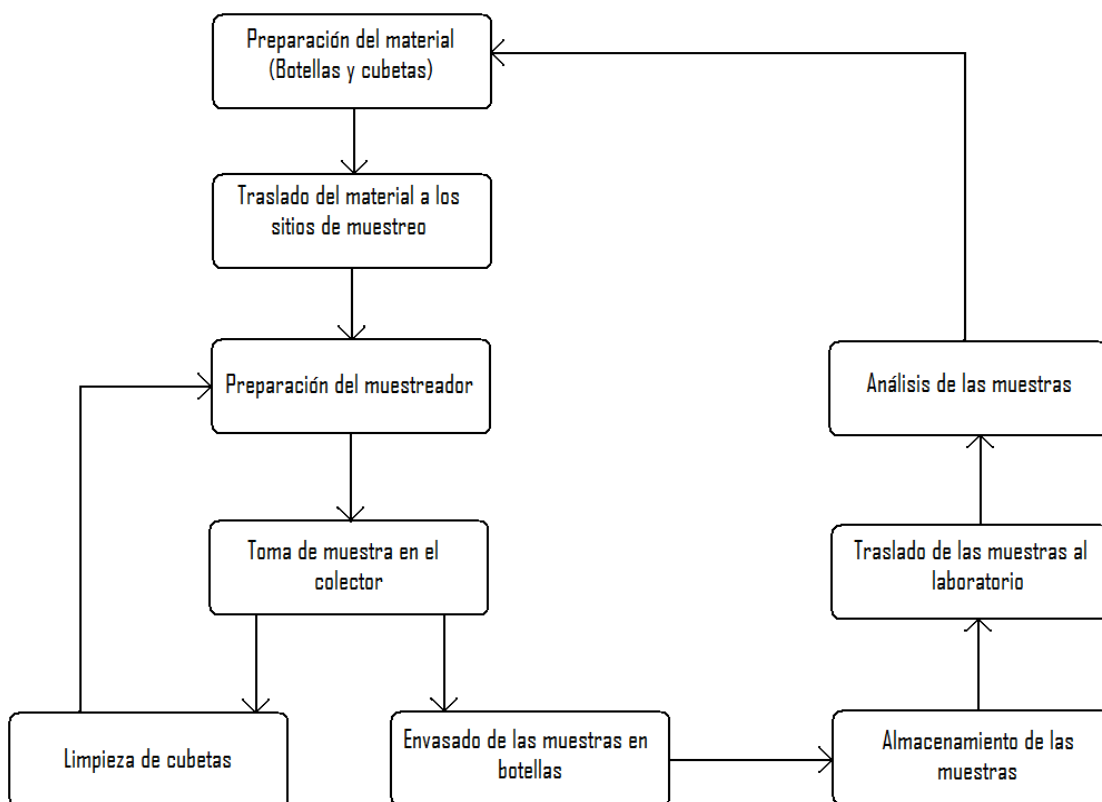 Preparación del material
(Botellas y cubetas)
Traslado del material a los
sitios de muestreo
Preparación del muestreador
Análisis de las muestras
Toma de muestra en el
colector
Traslado de las muestras al
laboratorio
Limpieza de cubetas
Envasado de las muestras en
botellas
Almacenamiento de las
muestras